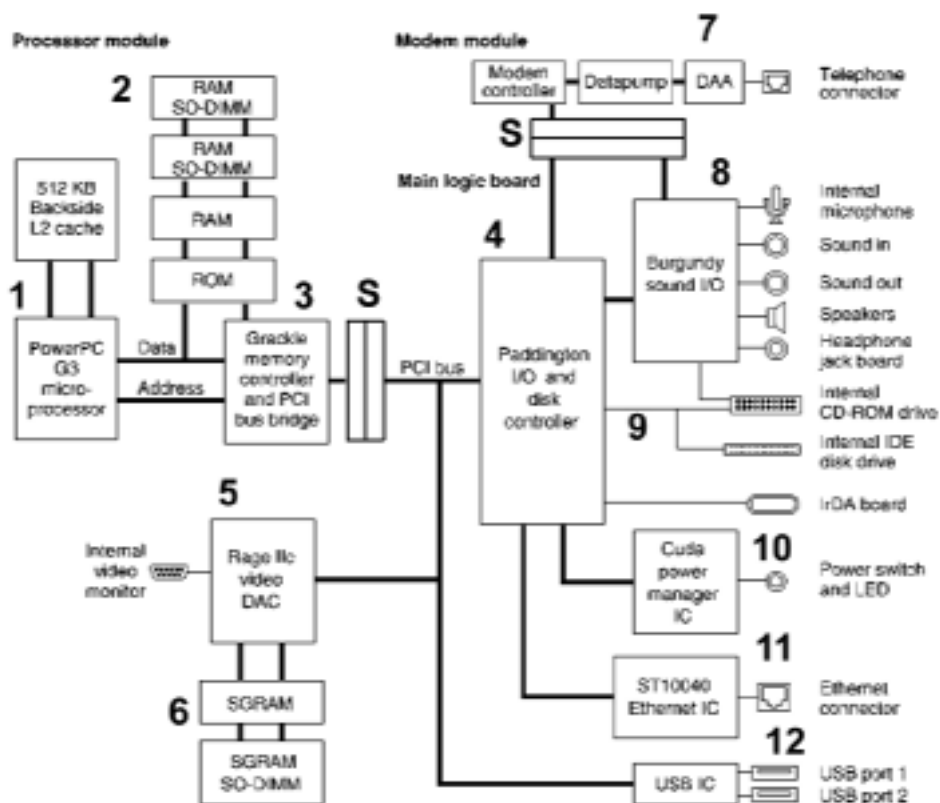 Processor module
Modem module
7
2
RAM
SO-DIMM
Modem
controller
Datapump
DAA
Telephone
connector
S
RAM
SO-DIMM
512 KB
Backside
L2 cache
Main logic board
8
Internal
microphone
RAM
4
Burgundy
sound I/O
Sound in
ROM
Sound out
1
3
S
Speakers
PowerPC
G3
micro-
processor
Data
Address
Grackle
memory
controller
and PCI
bus bridge
PCI bus
Paddington
I/O and
disk
controller
Headphone
jack board
Internal
CD-ROM drive
9
Internal IDE
disk drive
5
IrDA board
Internal
video
monitor
Rage IIc
video
DAC
Cuda
power
manager
IC
10
Power switch
and LED
11
6
SGRAM
ST10040
Ethernet IC
Ethernet
connector
SGRAM
SO-DIMM
12
USB IC
USB port 1
USB port 2